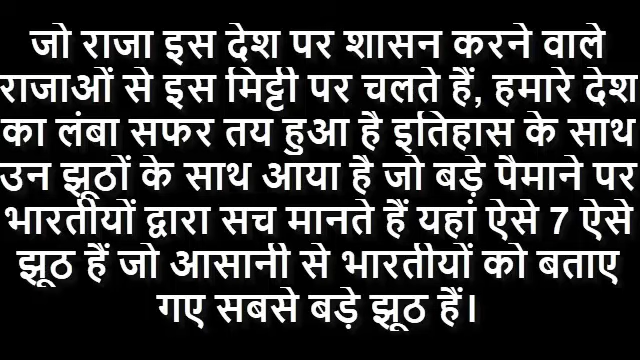 जो राजा इस देश पर शासन करने वाले
राजाओं से इस मिट्टी पर चलते हैं, हमारे देश
का लंबा सफर तय हुआ है इतिहास के साथ
उन झूठों के साथ आया है जो बड़े पैमाने पर
भारतीयों द्वारा सच मानते हैं यहां ऐसे 7 ऐसे
झूठ हैं जो आसानी से भारतीयों को बताए
गए सबसे बड़े झूठ हैं।